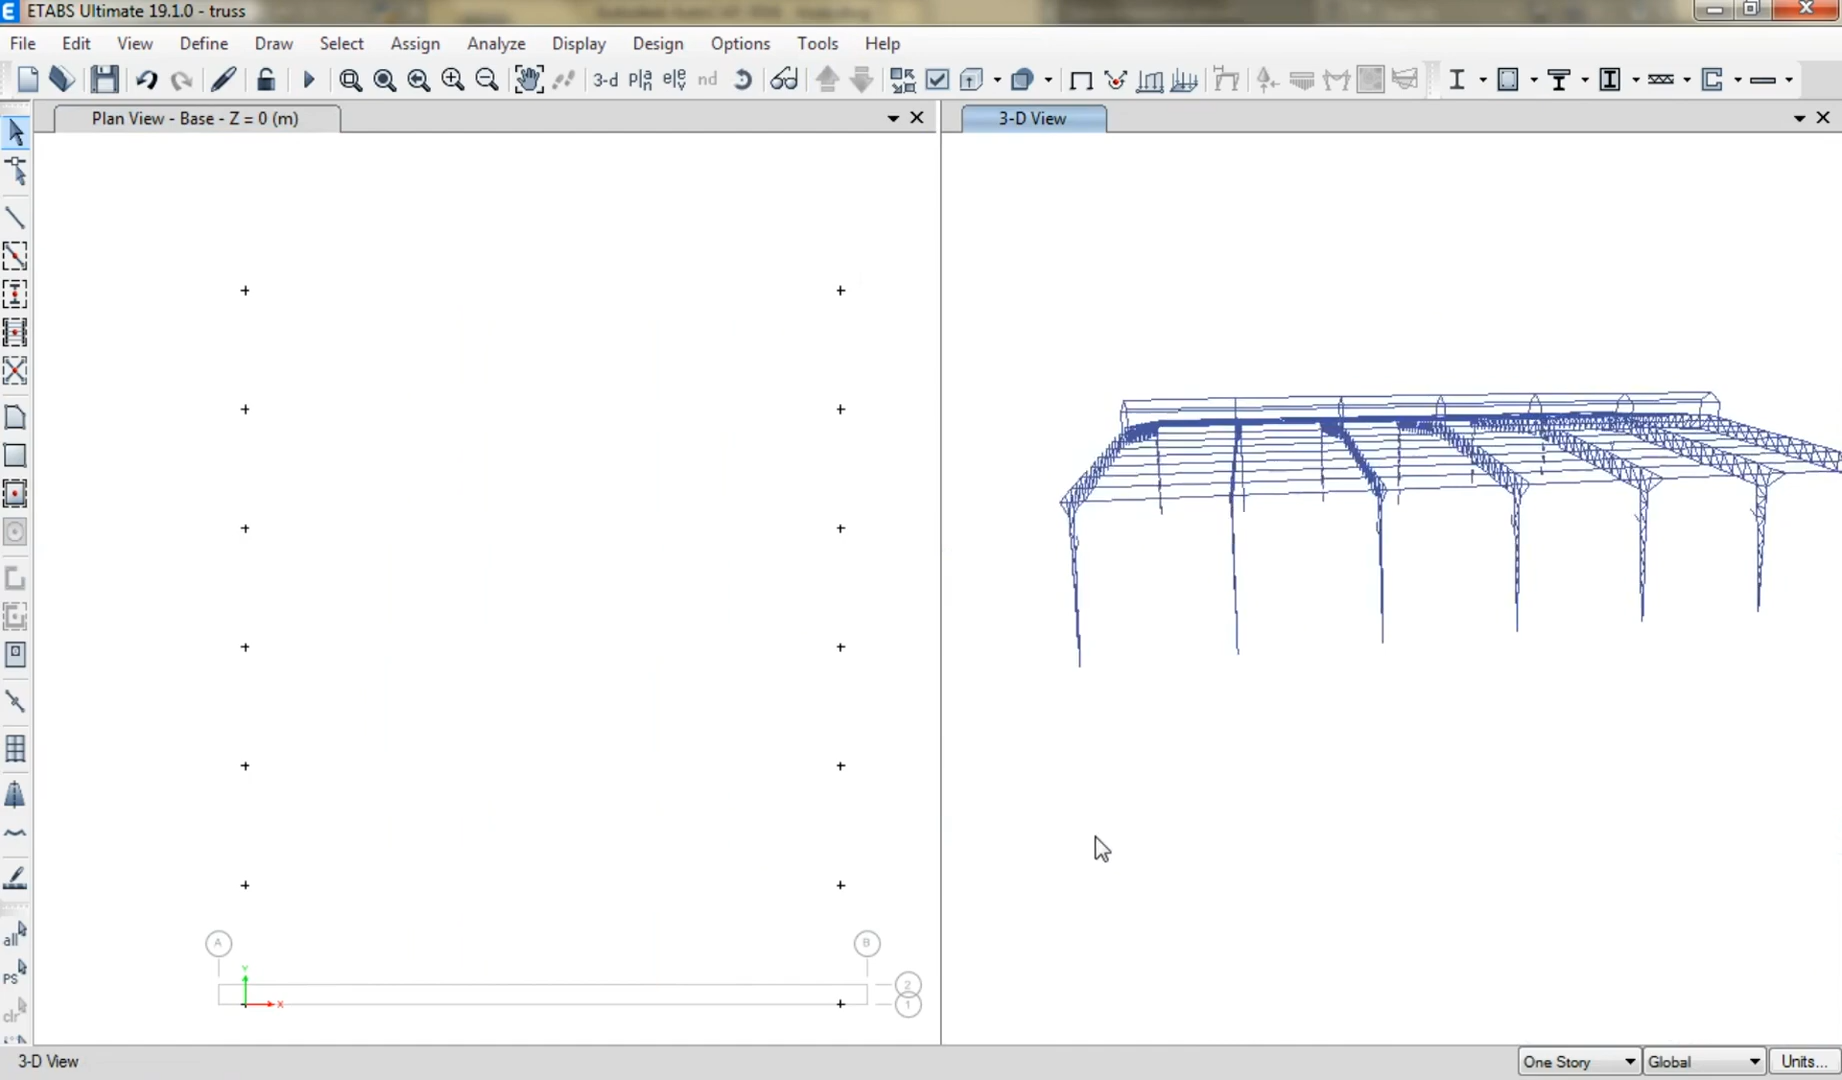 ETABS Ultimate 19.1.0 - truss
File Edit View Define Draw Select Assign Analyze Display Design Options Tools Help
3-d nd
Plan View - Base - Z = 0 (m)
3-D View
A B
2
1
Y
X
all
PS
clr
3-D View
One Story Global Units...